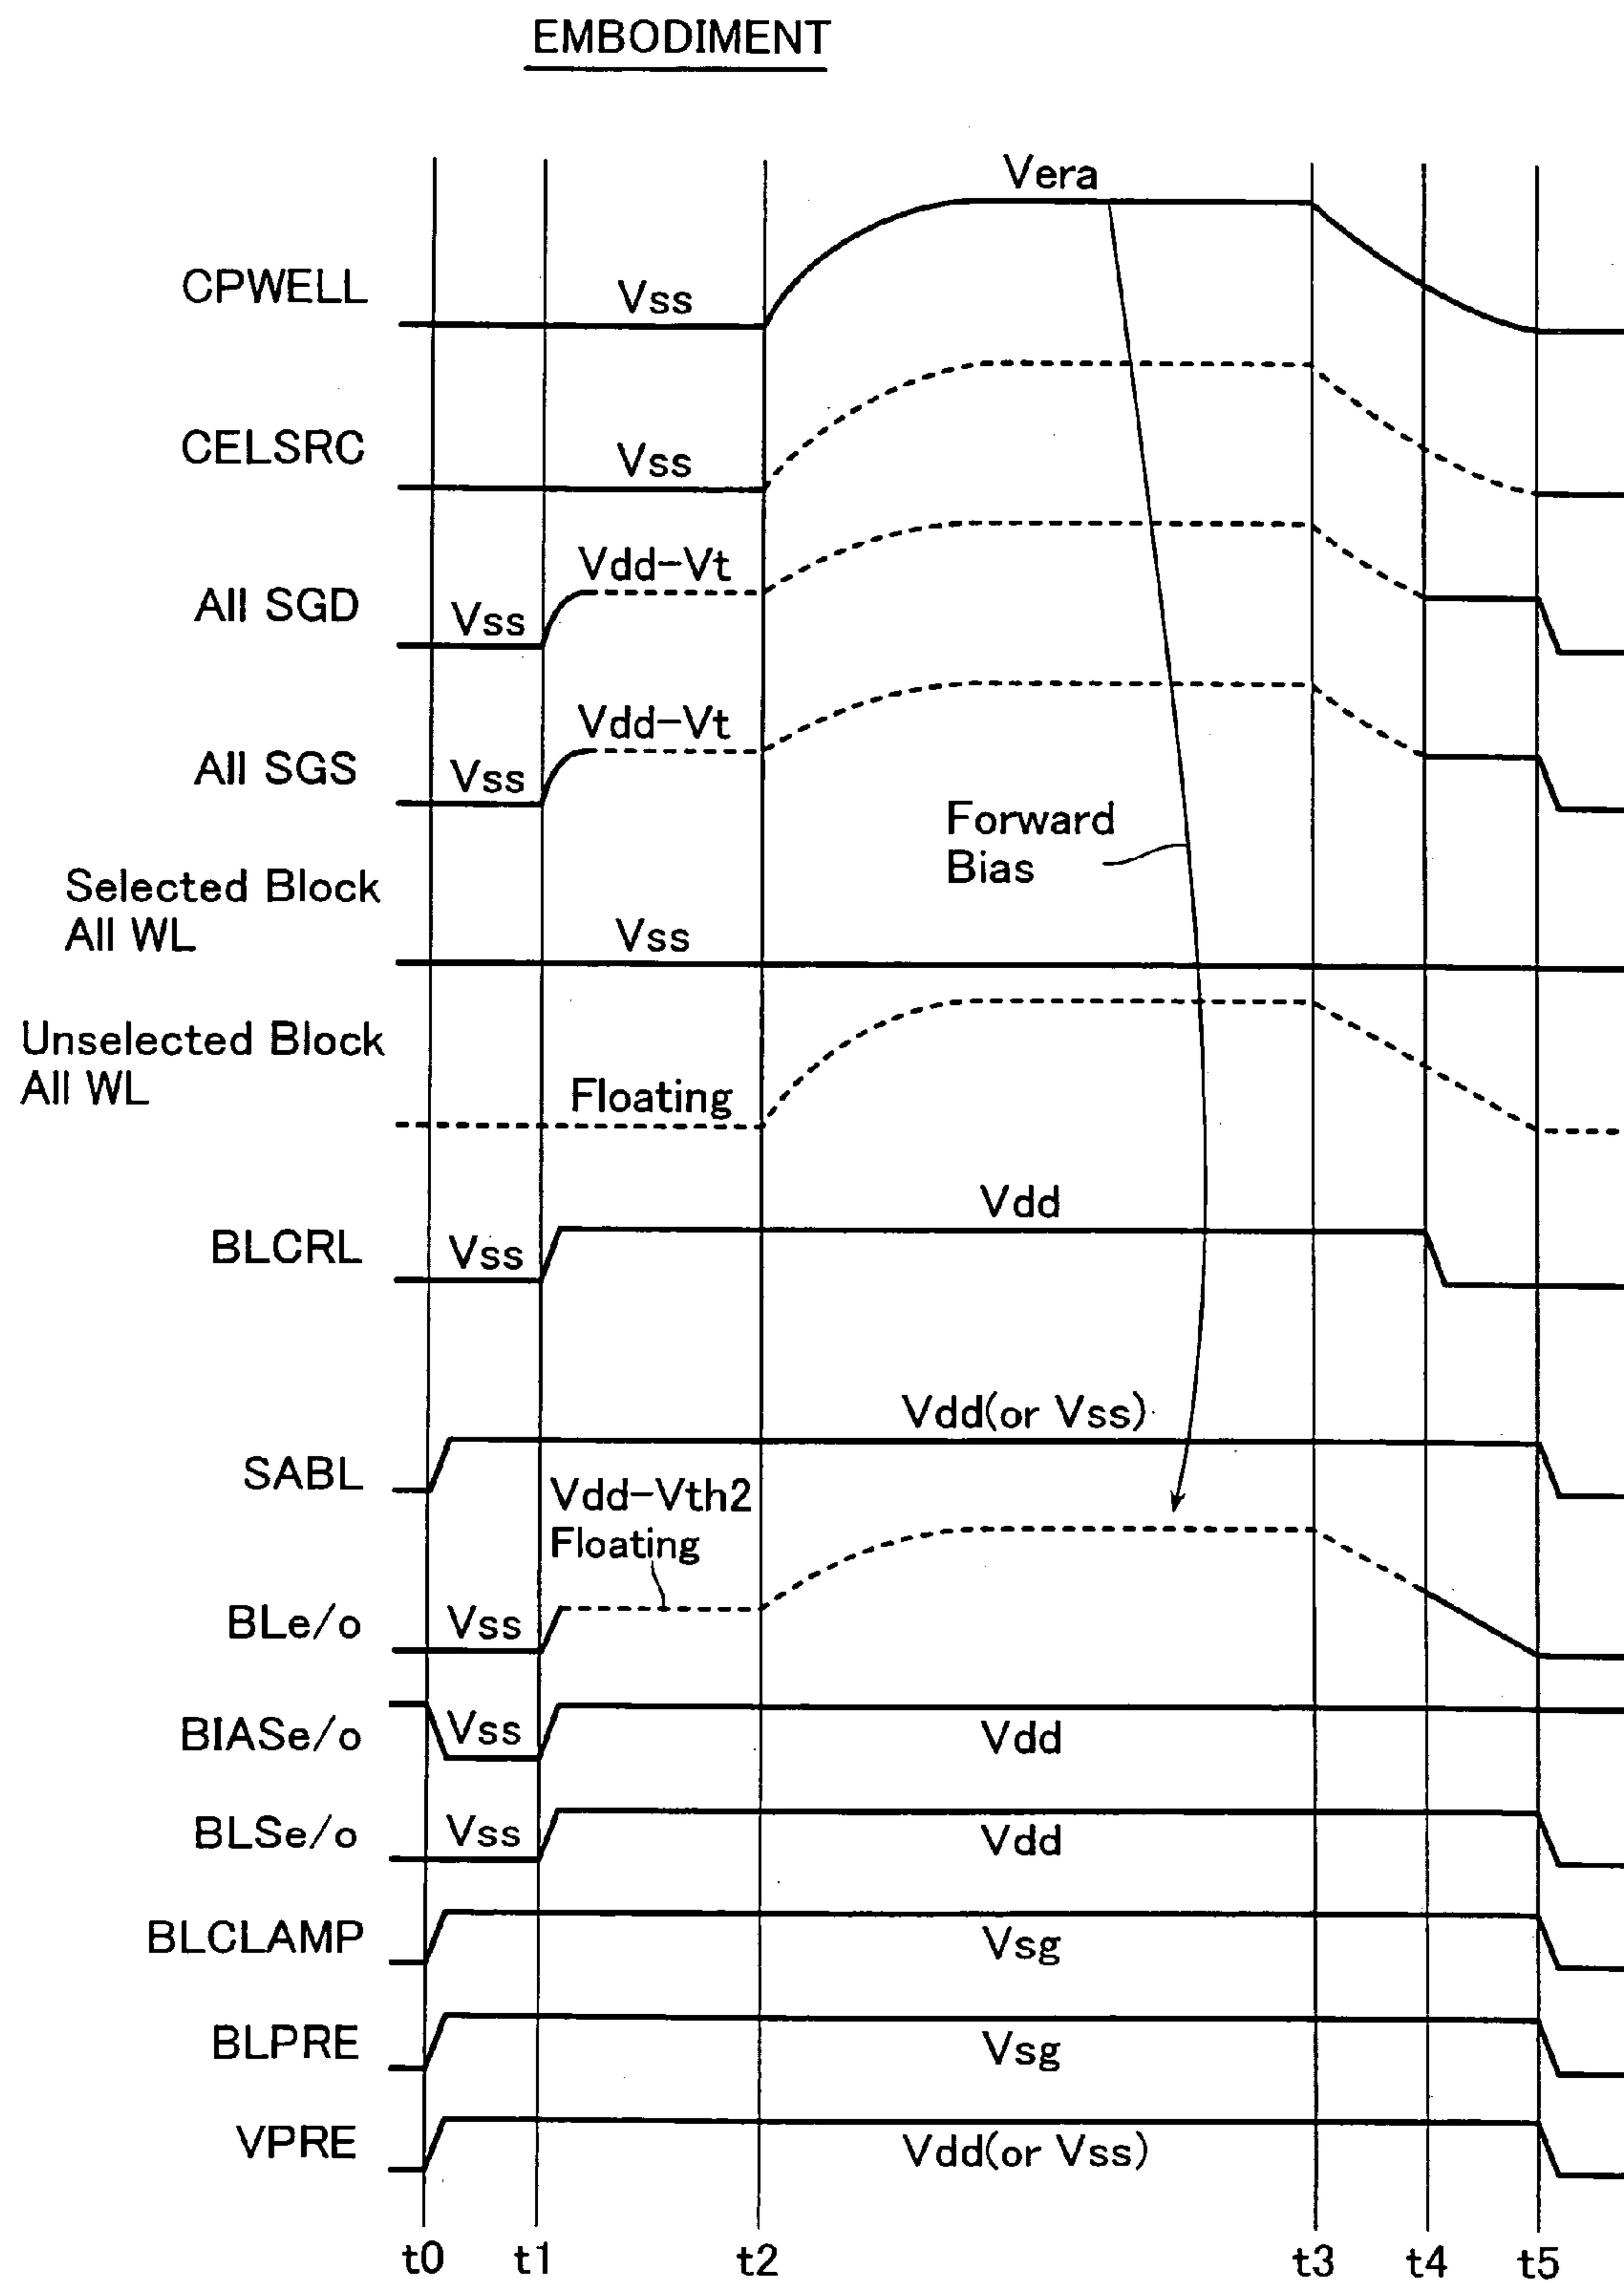 EMBODIMENT
Vera
CPWELL
Vss
CELSRC
Vss
All SGD
Vss
Vdd-Vt
All SGS
Vss
Vdd-Vt
Forward
Bias
Selected Block
All WL
Vss
Unselected Block
All WL
Floating
BLCRL
Vss
Vdd
SABL
Vdd(or Vss)
Vdd-Vth2
Floating
BLe/o
Vss
BIASe/o
Vss
Vdd
BLSe/o
Vss
Vdd
BLCLAMP
Vsg
BLPRE
Vsg
VPRE
Vdd(or Vss)
t0 t1 t2 t3 t4 t5